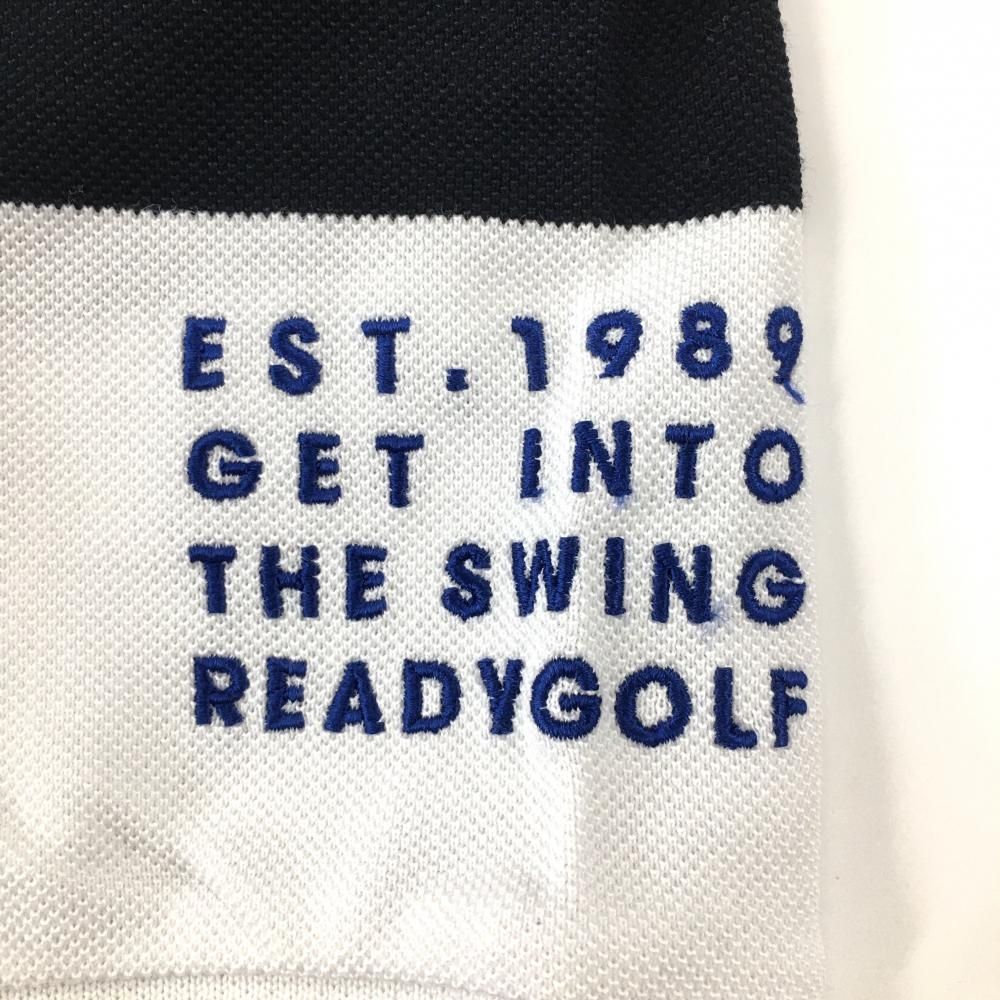 EST.1989
GET INTO
THE SWING
READYGOLF